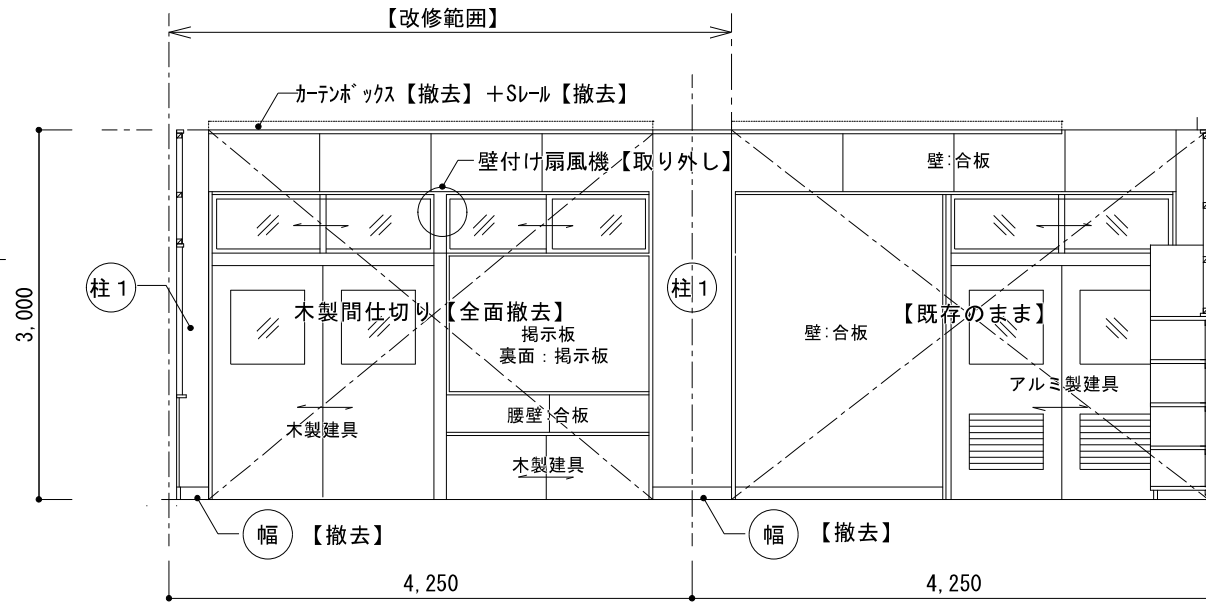 【改修範囲】
カーテンボックス【撤去】+Sレール【撤去】
壁付け扇風機【取り外し】
壁:合板
柱1
柱1
3,000
木製間仕切り【全面撤去】
【既存のまま】
掲示板
裏面:掲示板
壁:合板
アルミ製建具
腰壁:合板
木製建具
木製建具
幅
【撤去】
幅
【撤去】
4,250
4,250